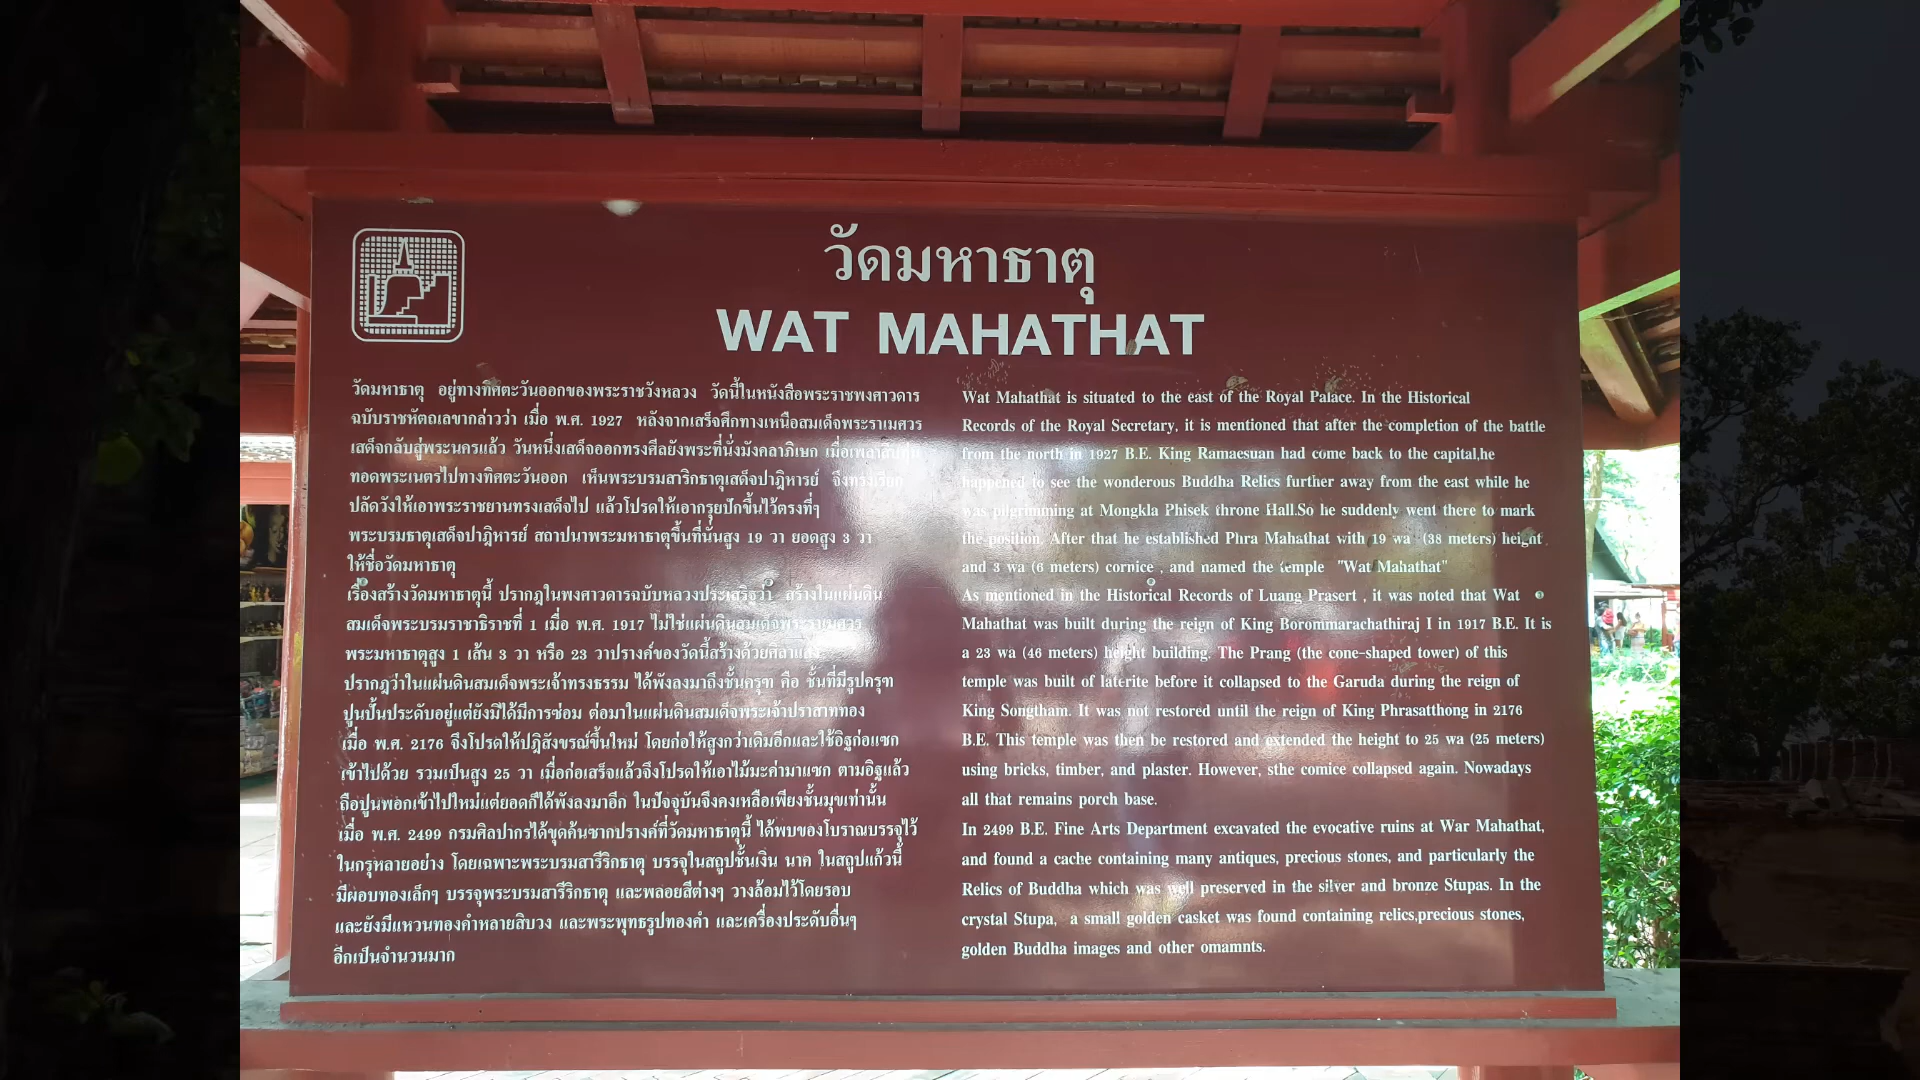 วัดมหาธาตุ
WAT MAHATHAT
วัดมหาธาตุ อยู่ทางทิศตะวันออกของพระราชวังหลวง วัดนี้ในหนังสือพระราชพงศาวดาร
ฉบับราชหัตถเลขากล่าวว่า เมื่อ พ.ศ. 1927 หลังจากเสร็จศึกทางเหนือสมเด็จพระราเมศวร
เสด็จกลับสู่พระนครแล้ว วันหนึ่งเสด็จออกทรงศีลยังพระที่นั่งมังคลาภิเษก
ทอดพระเนตรไปทางทิศตะวันออก เห็นพระบรมสาริกธาตุเสด็จปาฏิหารย์ จึงทรงเรียก
ปลัดวังให้เอาพระราชยานทรงเสด็จไป แล้วโปรดให้เอากรุยปักขึ้นไว้ตรงที่ๆ
พระบรมธาตุเสด็จปาฏิหารย์ สถาปนาพระมหาธาตุขึ้นที่นั่นสูง 19 วา ยอดสูง 3 วา
ให้ชื่อวัดมหาธาตุ
เรื่องสร้างวัดมหาธาตุนี้ ปรากฏในพงศาวดารฉบับหลวงประเสริฐว่า สร้างในแผ่นดิน
สมเด็จพระบรมราชาธิราชที่ 1 เมื่อ พ.ศ. 1917 ไม่ใช่แผ่นดินสมเด็จพระราเมศวร
พระมหาธาตุสูง 1 เส้น 3 วา หรือ 23 วาปรางค์ของวัดนี้สร้างด้วยศิลาแลง
ปรากฏว่าในแผ่นดินสมเด็จพระเจ้าทรงธรรม ได้พังลงมาถึงชั้นครุฑ คือ ชั้นที่มีรูปครุฑ
ปูนปั้นประดับอยู่แต่ยังมิได้มีการซ่อม ต่อมาในแผ่นดินสมเด็จพระเจ้าปราสาททอง
เมื่อ พ.ศ. 2176 จึงโปรดให้ปฏิสังขรณ์ขึ้นใหม่ โดยก่อให้สูงกว่าเดิมอีกและใช้อิฐก่อแซก
เข้าไปด้วย รวมเป็นสูง 25 วา เมื่อก่อเสร็จแล้วจึงโปรดให้เอาไม้มะค่ามาแซก ตามอิฐแล้ว
ถือปูนพอกเข้าไปใหม่แต่ยอดก็ได้พังลงมาอีก ในปัจจุบันจึงคงเหลือเพียงชั้นมุขเท่านั้น
เมื่อ พ.ศ. 2499 กรมศิลปากรได้ขุดค้นซากปรางค์ที่วัดมหาธาตุนี้ ได้พบของโบราณบรรจุไว้
ในกรุหลายอย่าง โดยเฉพาะพระบรมสารีริกธาตุ บรรจุในสถูปชั้นเงิน นาค ในสถูปแก้วนี้
มีผอบทองเล็กๆ บรรจุพระบรมสารีริกธาตุ และพลอยสีต่างๆ วางล้อมไว้โดยรอบ
และยังมีแหวนทองคำหลายสิบวง และพระพุทธรูปทองคำ และเครื่องประดับอื่นๆ
อีกเป็นจำนวนมาก
Wat Mahathat is situated to the east of the Royal Palace. In the Historical
Records of the Royal Secretary, it is mentioned that after the completion of the battle
from the north in 1927 B.E. King Ramaesuan had come back to the capital,he
happened to see the wonderous Buddha Relics further away from the east while he
was pilgrimming at Mongkla Phisek throne Hall.So he suddenly went there to mark
the position. After that he established Phra Mahathat with 19 wa (38 meters) height
and 3 wa (6 meters) cornice , and named the temple "Wat Mahathat"
As mentioned in the Historical Records of Luang Prasert , it was noted that Wat
Mahathat was built during the reign of King Borommarachathiraj I in 1917 B.E. It is
a 23 wa (46 meters) height building. The Prang (the cone-shaped tower) of this
temple was built of laterite before it collapsed to the Garuda during the reign of
King Songtham. It was not restored until the reign of King Phrasatthong in 2176
B.E. This temple was then be restored and extended the height to 25 wa (25 meters)
using bricks, timber, and plaster. However, sthe comice collapsed again. Nowadays
all that remains porch base.
In 2499 B.E. Fine Arts Department excavated the evocative ruins at War Mahathat,
and found a cache containing many antiques, precious stones, and particularly the
Relics of Buddha which was well preserved in the silver and bronze Stupas. In the
crystal Stupa, a small golden casket was found containing relics,precious stones,
golden Buddha images and other omamnts.